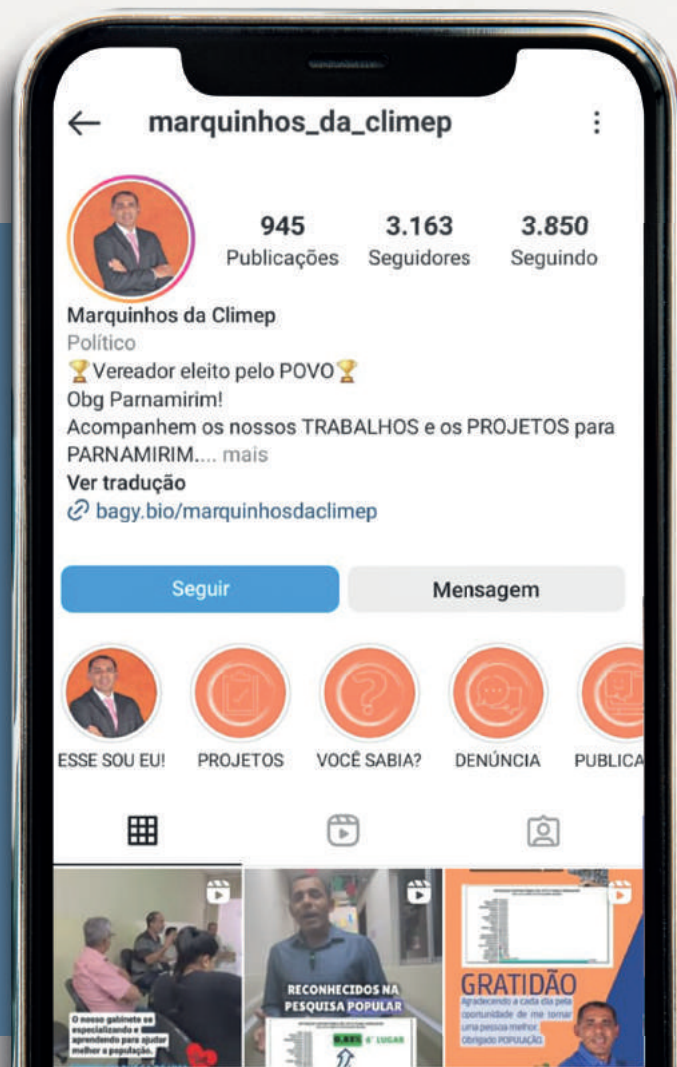 marquinhos_da_climep
945
3.163
3.850
Publicações
Seguidores
Seguindo
Marquinhos da Climep
Político
🏆Vereador eleito pelo POVO🏆
Obg Parnamirim!
Acompanhem os nossos TRABALHOS e os PROJETOS para
PARNAMIRIM.... mais
Ver tradução
bagy.bio/marquinhosdaclimep
Seguir
Mensagem
ESSE SOU EU!
PROJETOS
VOCÊ SABIA?
DENÚNCIA
PUBLICA
O nosso gabinete se
especializando e
aprendendo para ajudar
melhor a população.
RECONHECIDOS NA
PESQUISA POPULAR
6° LUGAR
GRATIDÃO
Agradecendo a cada dia pela
oportunidade de me tornar
uma pessoa melhor.
Obrigado POPULAÇÃO